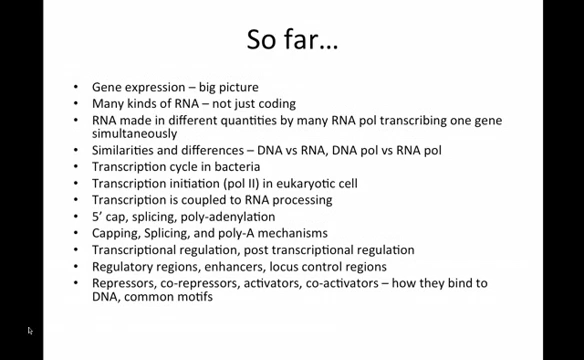 So far…
• Gene expression – big picture
• Many kinds of RNA – not just coding
• RNA made in different quantities by many RNA pol transcribing one gene
simultaneously
• Similarities and differences – DNA vs RNA, DNA pol vs RNA pol
• Transcription cycle in bacteria
• Transcription initiation (pol II) in eukaryotic cell
• Transcription is coupled to RNA processing
• 5’ cap, splicing, poly-adenylation
• Capping, Splicing, and poly-A mechanisms
• Transcriptional regulation, post transcriptional regulation
• Regulatory regions, enhancers, locus control regions
• Repressors, co-repressors, activators, co-activators – how they bind to
DNA, common motifs